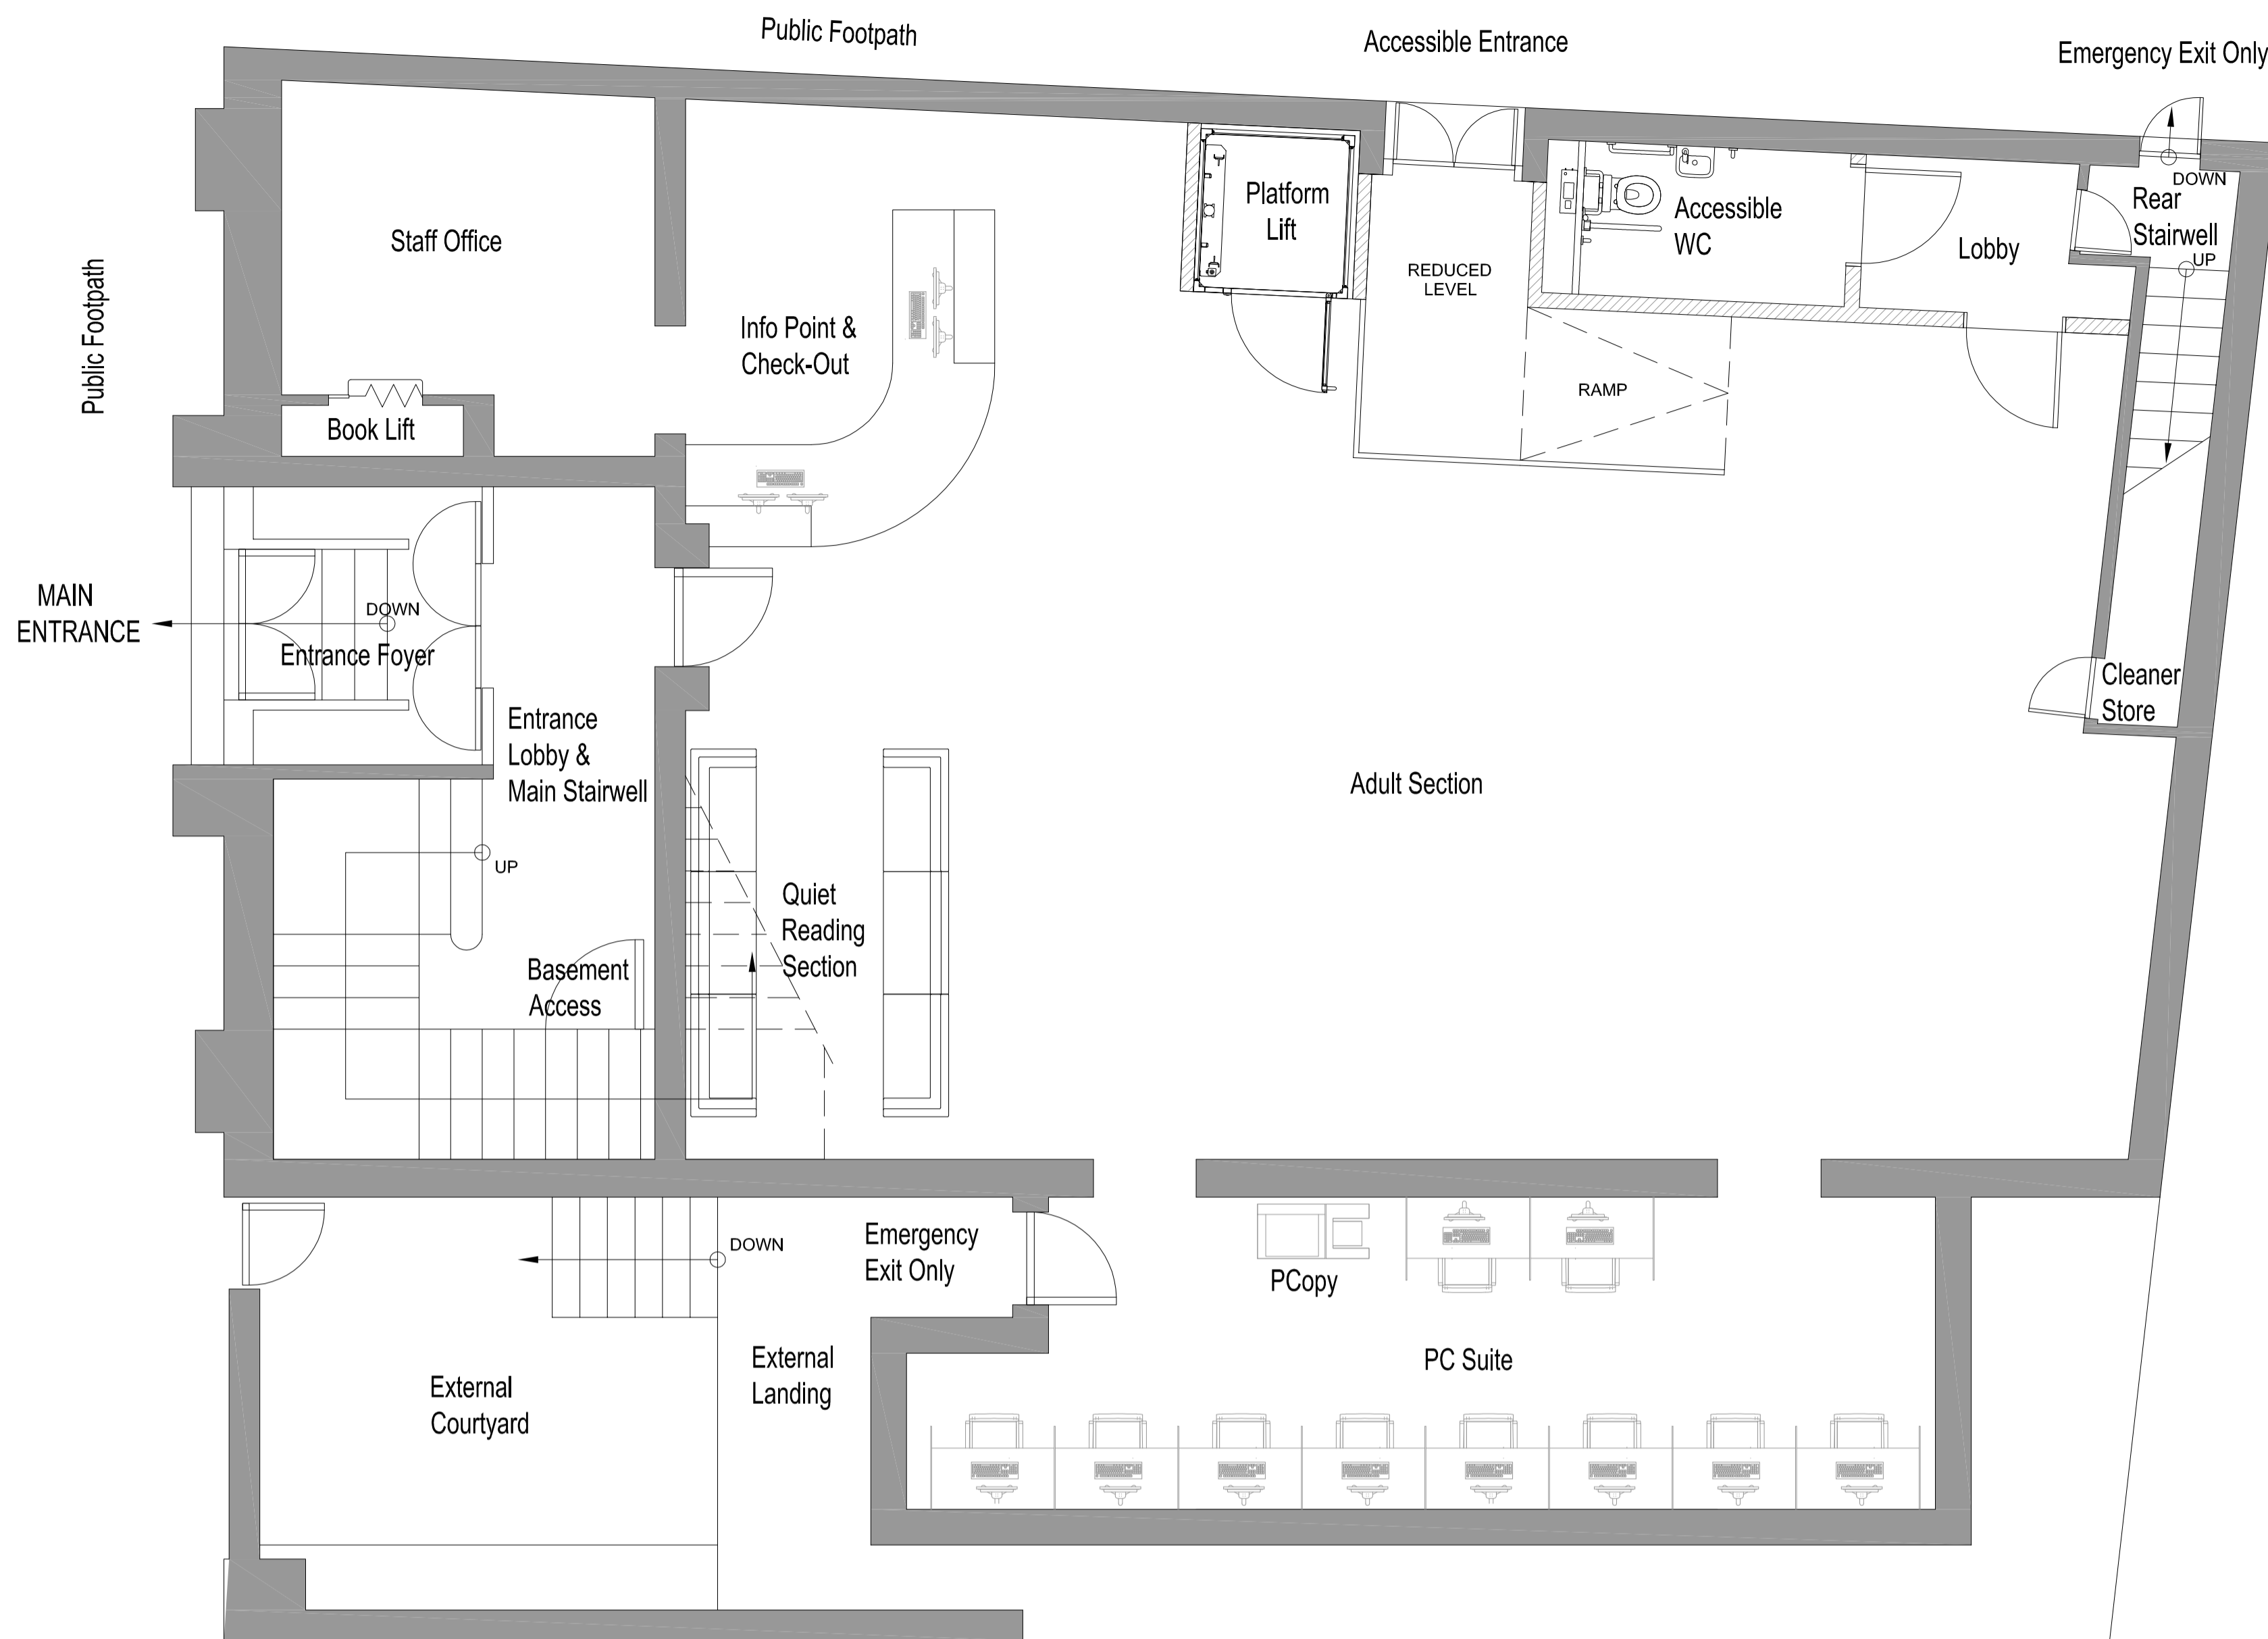 Public Footpath
Accessible Entrance
Emergency Exit Only
Public Footpath
Staff Office
Platform
Lift
Accessible
WC
Lobby
DOWN
Rear
Stairwell
UP
REDUCED
LEVEL
Info Point &
Check-Out
RAMP
Book Lift
MAIN
ENTRANCE
DOWN
Entrance Foyer
Entrance
Lobby &
Main Stairwell
Cleaner
Store
Adult Section
UP
Quiet
Reading
Section
Basement
Access
DOWN
Emergency
Exit Only
PCopy
External
Landing
PC Suite
External
Courtyard